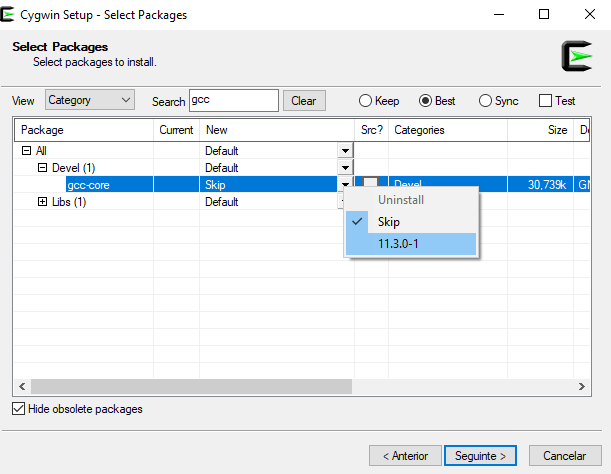 Cygwin Setup - Select Packages
Select Packages
Select packages to install.
View Category Search gcc Clear Keep Best Sync Test
Package Current New Src? Categories Size
All Default
Devel (1) Default
gcc-core Skip Devel 30,739k
Libs (1) Default
Uninstall
Skip
11.3.0-1
Hide obsolete packages
< Anterior Seguinte > Cancelar